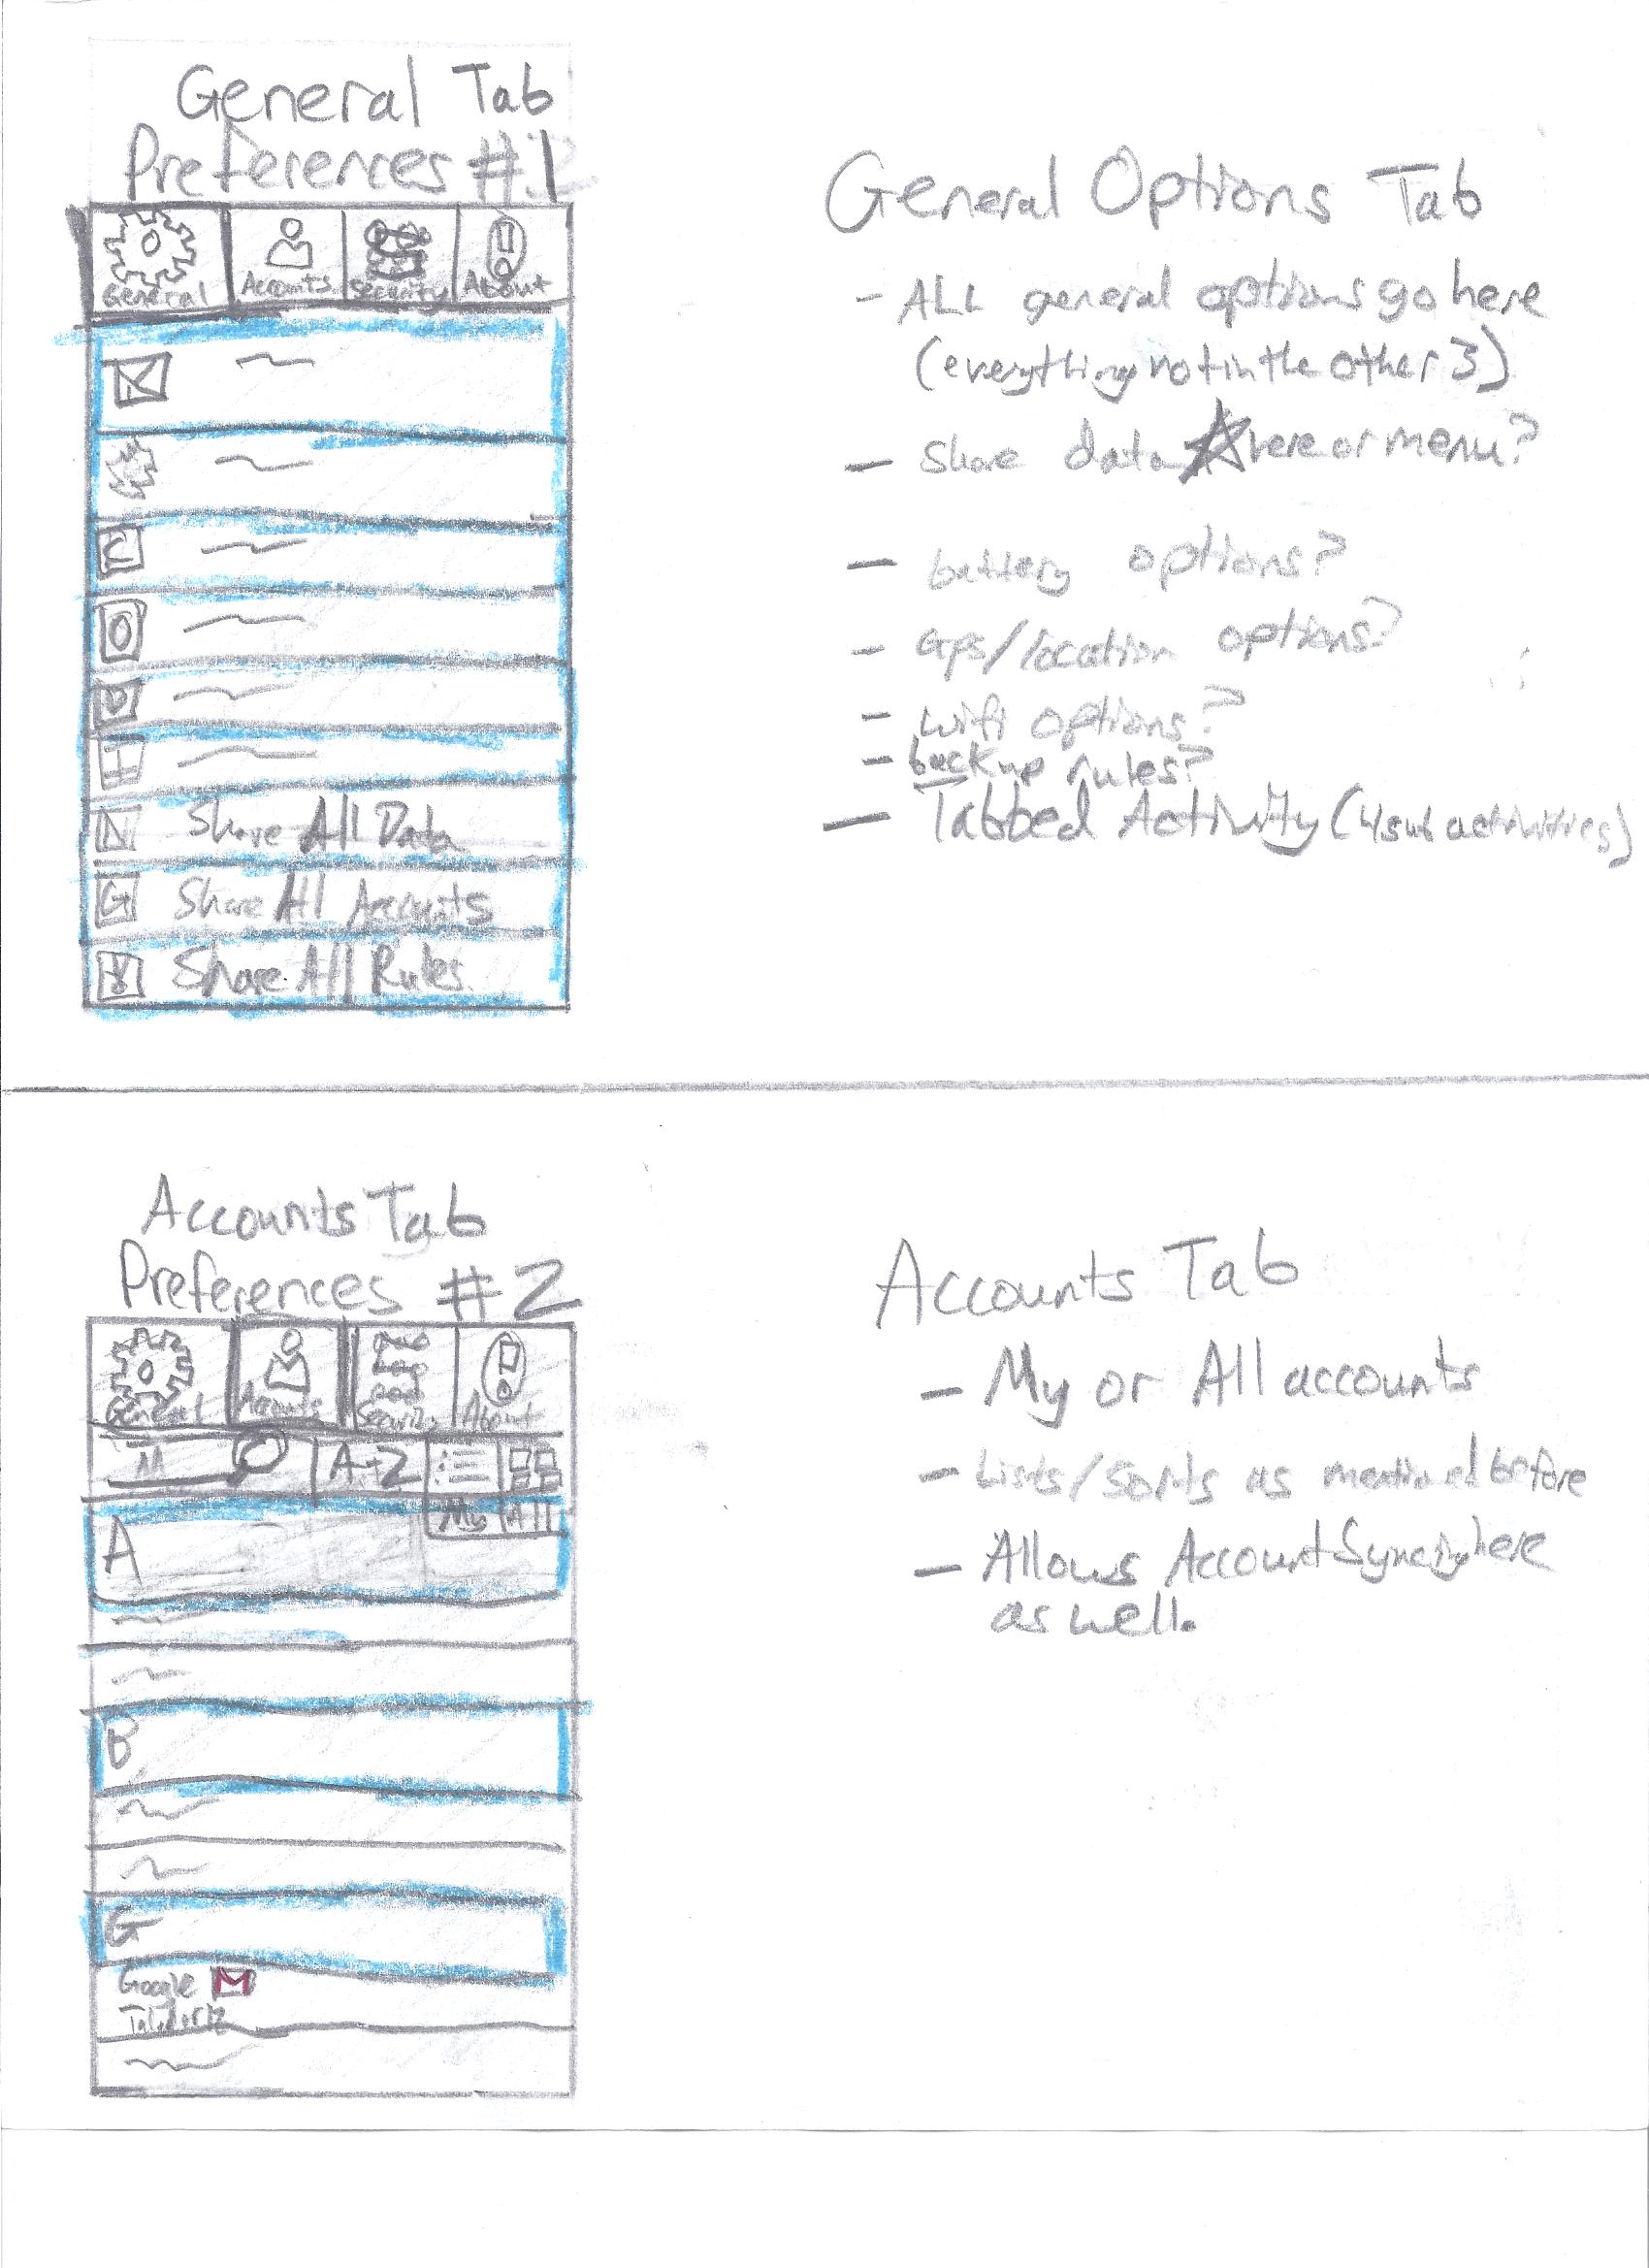 General Tab
Preferences #1
General
Accounts
Security
About
Share All Data
Share All Accounts
Share All Rules
General Options Tab
- ALL general options go here
(everything not in the other 3)
- Share data here or menu?
- battery options?
- GPS/location options?
- wifi options?
- backup rules?
- Tabbed Activity (4 sub activities)
Accounts Tab
Preferences #2
General
Accounts
Security
About
A-Z
My
All
A
B
G
Google M
Accounts Tab
- My or All accounts
- Lists/Sorts as mentioned before
- Allows Account Syncing here
as well.